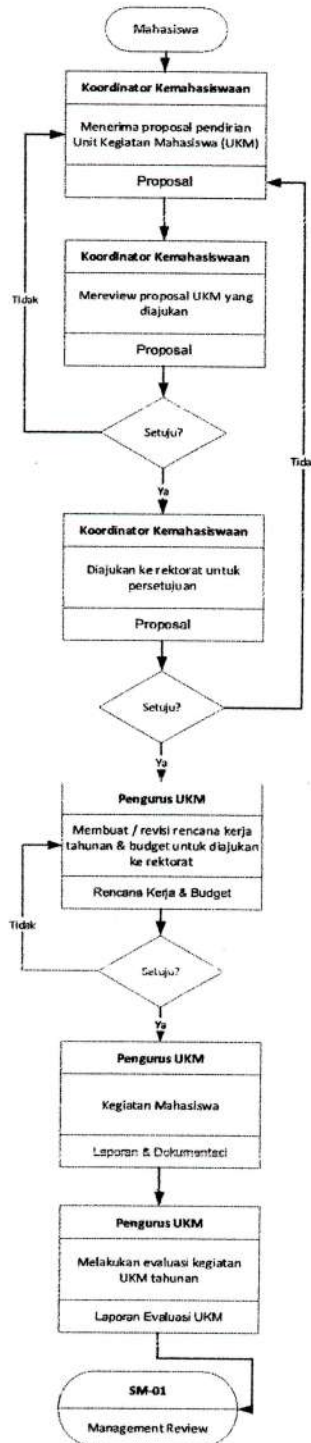 Mahasiswa
Koordinator Kemahasiswaan
Menerima proposal pendirian
Unit Kegiatan Mahasiswa (UKM)
Proposal
Koordinator Kemahasiswaan
Mereview proposal UKM yang
diajukan
Proposal
Tidak
Setuju?
Ya
Tida
Koordinator Kemahasiswaan
Diajukan ke rektorat untuk
persetujuan
Proposal
Setuju?
Ya
Pengurus UKM
Membuat / revisi rencana kerja
tahunan & budget untuk diajukan
ke rektorat
Rencana Kerja & Budget
Tidak
Setuju?
Ya
Pengurus UKM
Kegiatan Mahasiswa
Laporan & Dokumentaci
Pengurus UKM
Melakukan evaluasi kegiatan
UKM tahunan
Laporan Evaluasi UKM
SM-01
Management Review